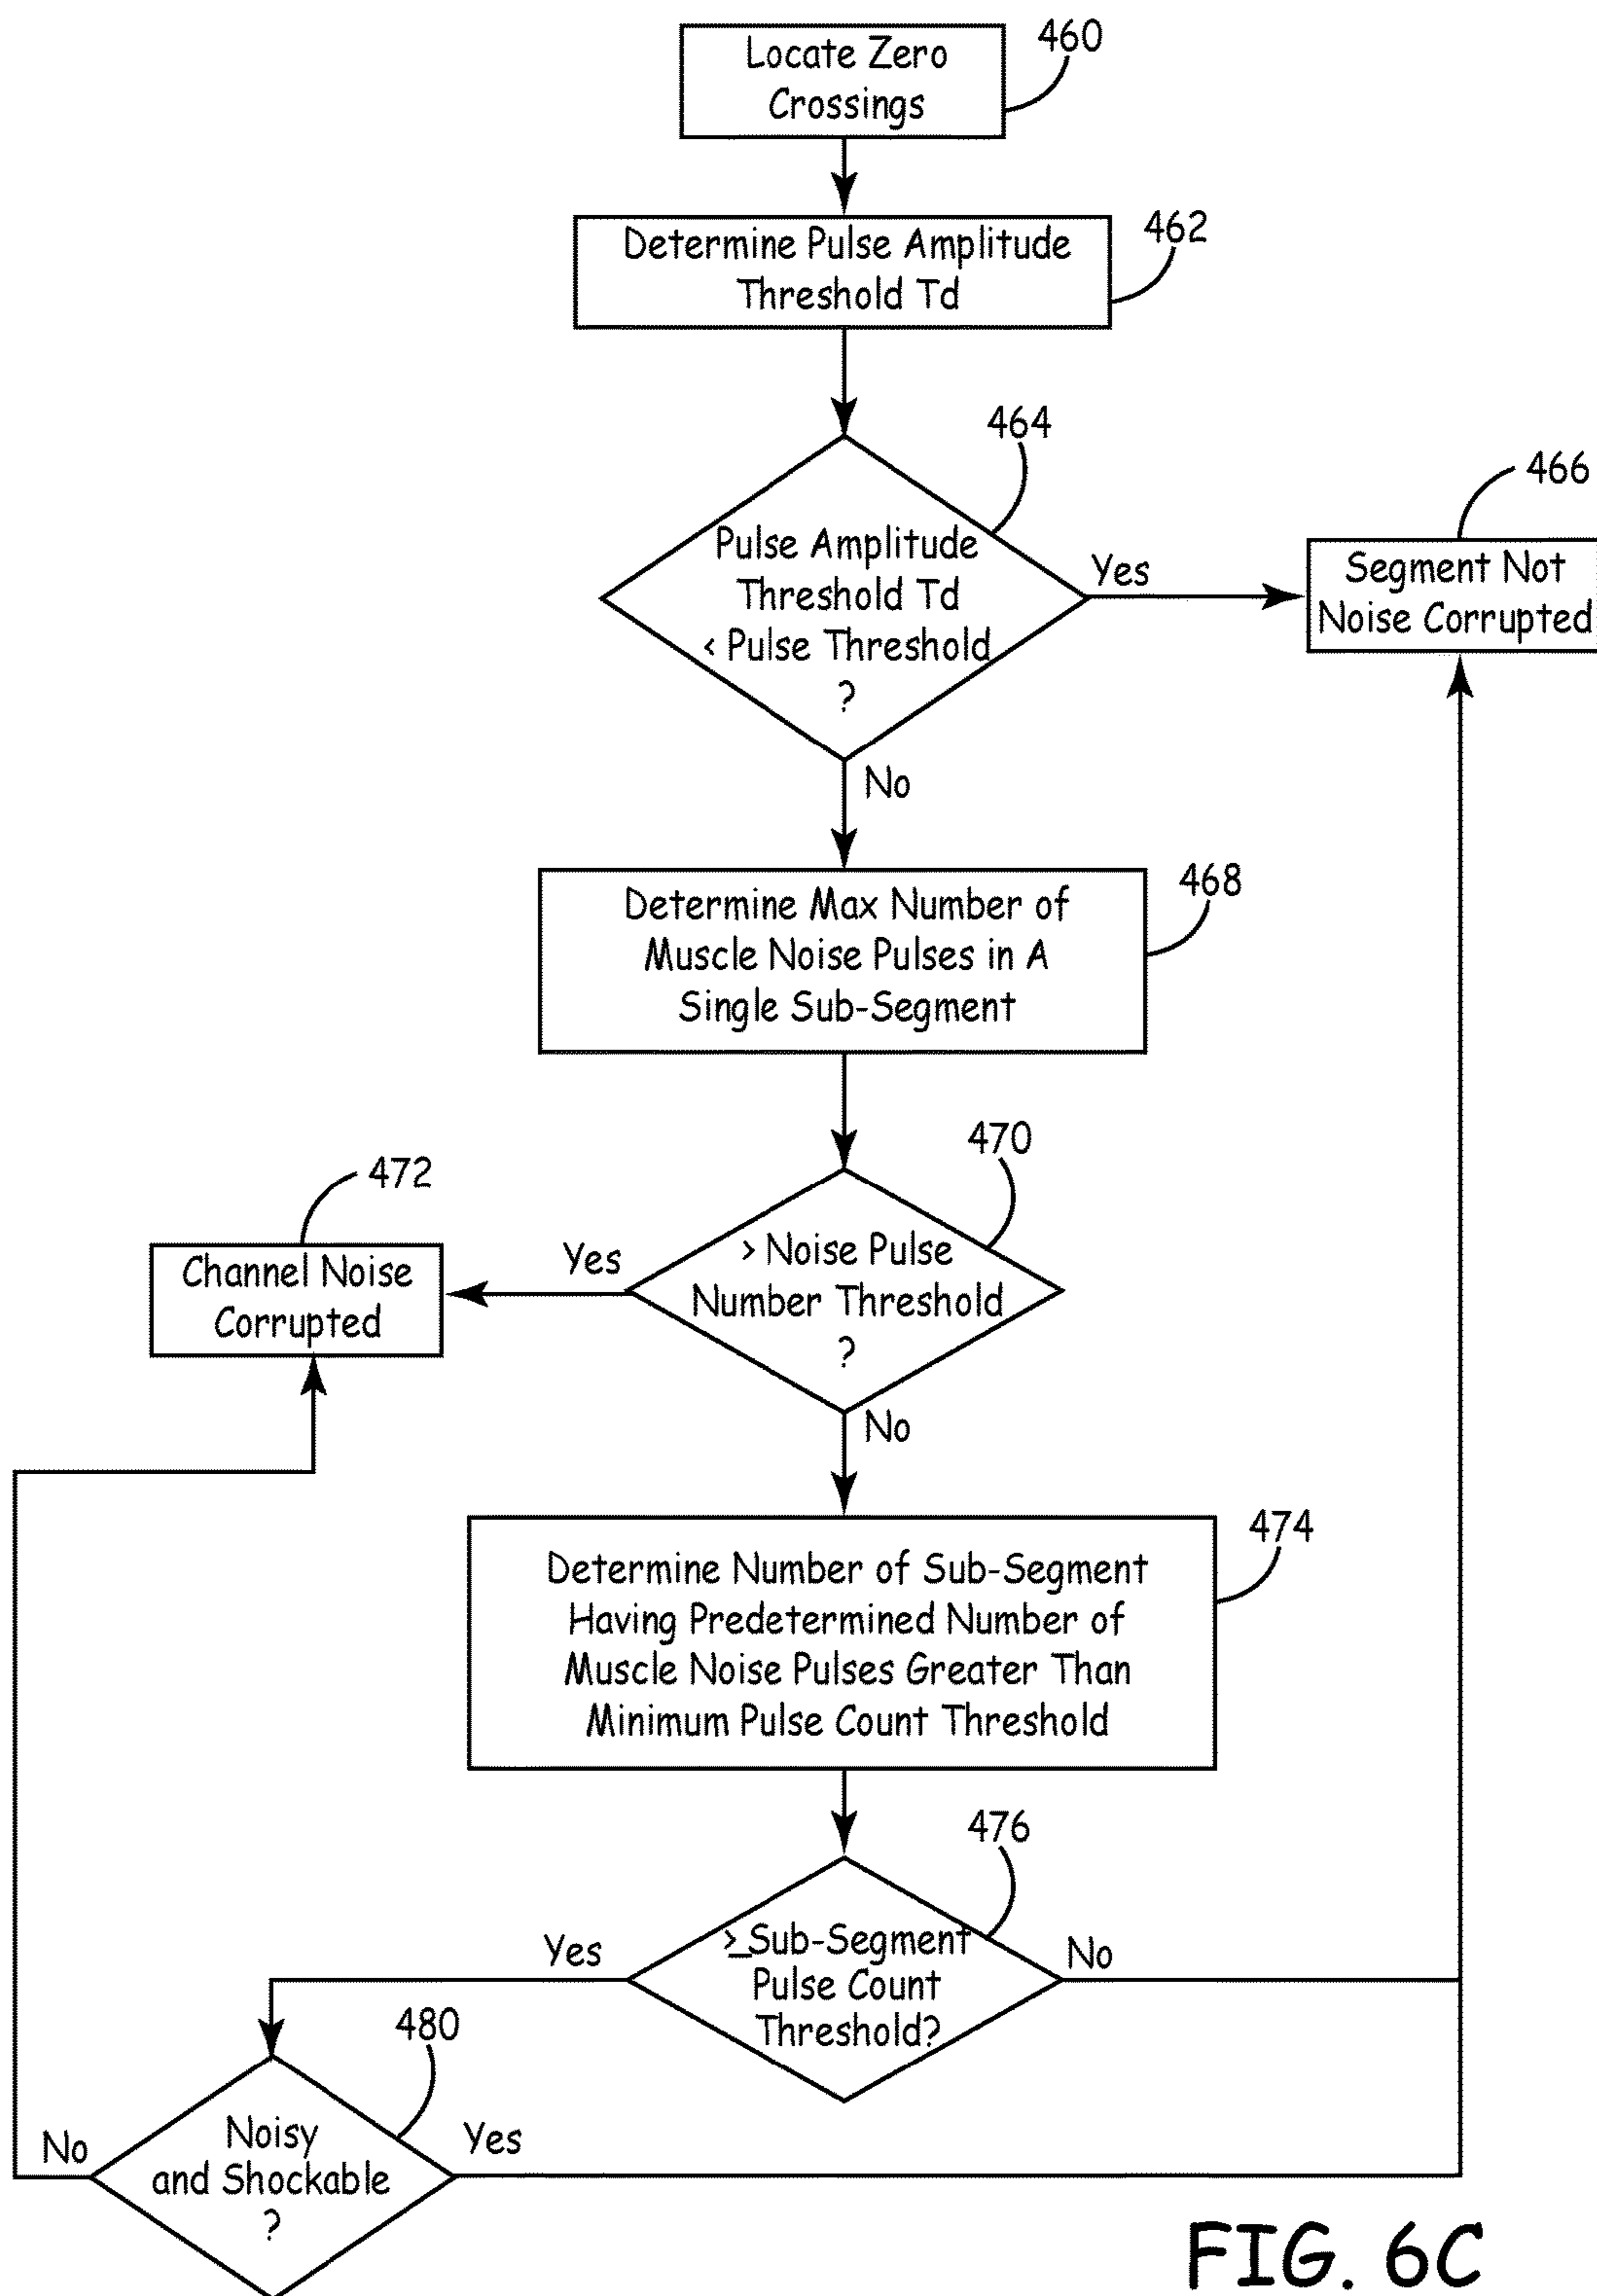 Locate Zero
Crossings
460
Determine Pulse Amplitude
Threshold Td
462
464
Pulse Amplitude
Threshold Td
< Pulse Threshold
?
Yes
466
Segment Not
Noise Corrupted
No
Determine Max Number of
Muscle Noise Pulses in A
Single Sub-Segment
468
470
> Noise Pulse
Number Threshold
?
Yes
472
Channel Noise
Corrupted
No
Determine Number of Sub-Segment
Having Predetermined Number of
Muscle Noise Pulses Greater Than
Minimum Pulse Count Threshold
474
476
≥ Sub-Segment
Pulse Count
Threshold?
Yes
No
480
Noisy
and Shockable
?
No
Yes
FIG. 6C